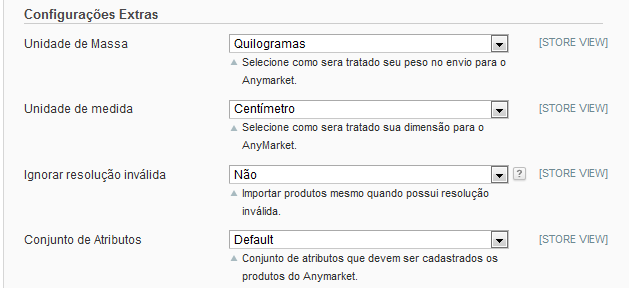 Configurações Extras
Unidade de Massa Quilogramas [STORE VIEW]
Selecione como sera tratado seu peso no envio para o
Anymarket.
Unidade de medida Centímetro [STORE VIEW]
Selecione como sera tratado sua dimensão para o
AnyMarket.
Ignorar resolução inválida Não ? [STORE VIEW]
Importar produtos mesmo quando possui resolução
inválida.
Conjunto de Atributos Default [STORE VIEW]
Conjunto de atributos que devem ser cadastrados os
produtos do Anymarket.